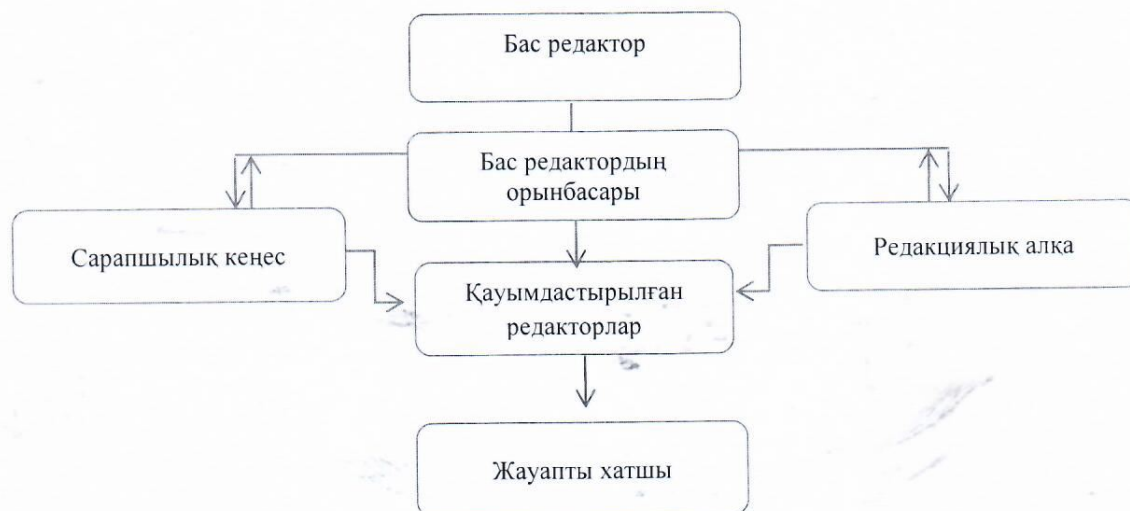 Бас редактор
Бас редактордың
орынбасары
Сарапшылық кеңес
Редакциялық алқа
Қауымдастырылған
редакторлар
Жауапты хатшы